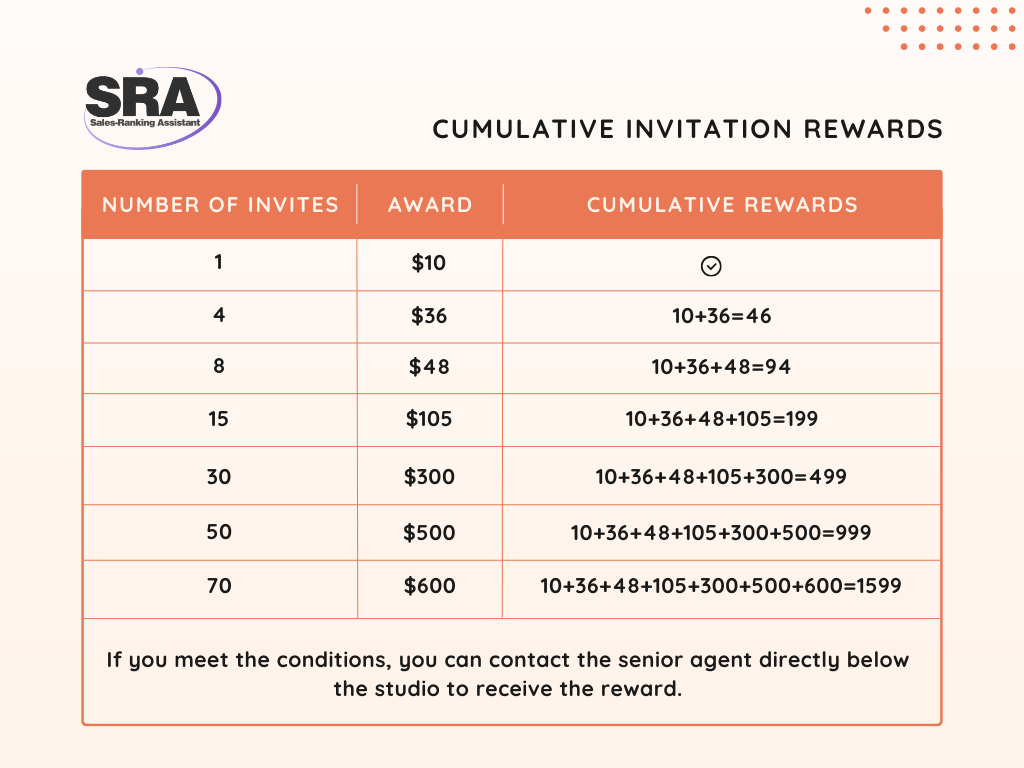 SRA
Sales-Ranking Assistant
CUMULATIVE INVITATION REWARDS
NUMBER OF INVITES AWARD CUMULATIVE REWARDS
1 $10
4 $36 10+36=46
8 $48 10+36+48=94
15 $105 10+36+48+105=199
30 $300 10+36+48+105+300=499
50 $500 10+36+48+105+300+500=999
70 $600 10+36+48+105+300+500+600=1599
If you meet the conditions, you can contact the senior agent directly below
the studio to receive the reward.